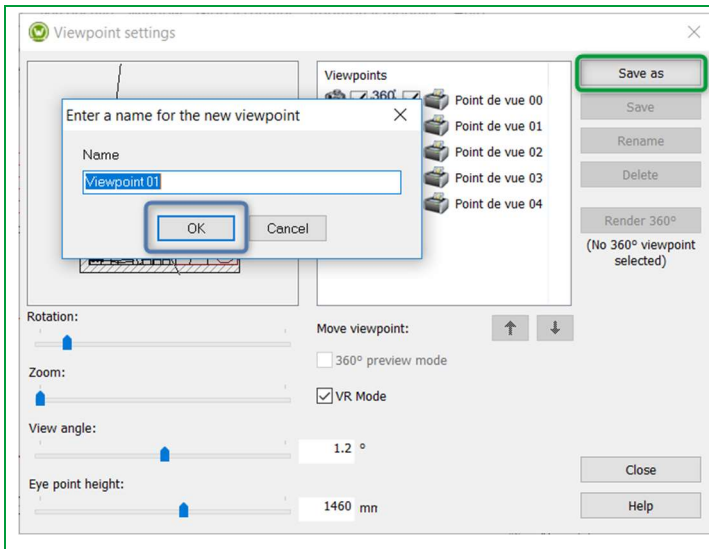 Viewpoint settings
Viewpoints
Save as
360°
Point de vue 00
Enter a name for the new viewpoint
Save
Point de vue 01
Name
Rename
Point de vue 02
Viewpoint 01
Delete
Point de vue 03
Point de vue 04
OK
Cancel
Render 360°
(No 360° viewpoint
selected)
Rotation:
Move viewpoint:
360° preview mode
Zoom:
VR Mode
View angle:
1.2 °
Close
Eye point height:
1460 mm
Help